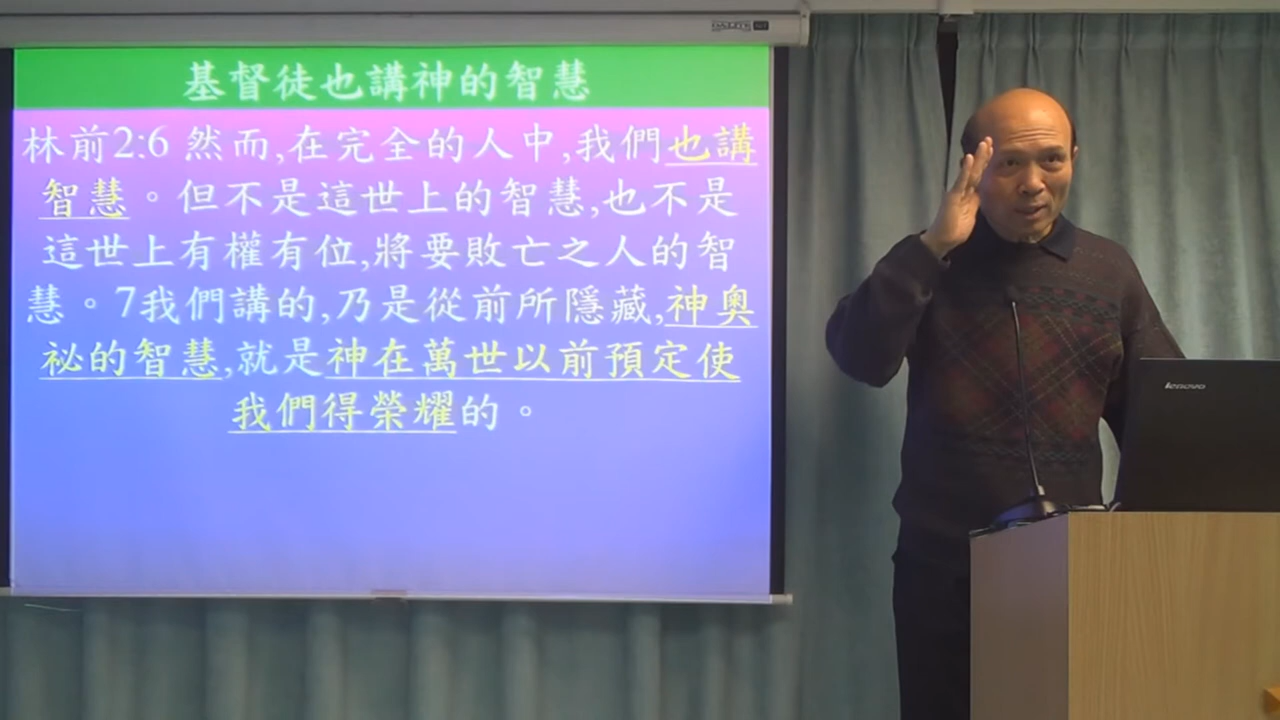 基督徒也講神的智慧
林前2:6 然而,在完全的人中,我們也講
智慧。但不是這世上的智慧,也不是
這世上有權有位,將要敗亡之人的智
慧。7我們講的,乃是從前所隱藏,神奧
祕的智慧,就是神在萬世以前預定使
我們得榮耀的。
lenovo